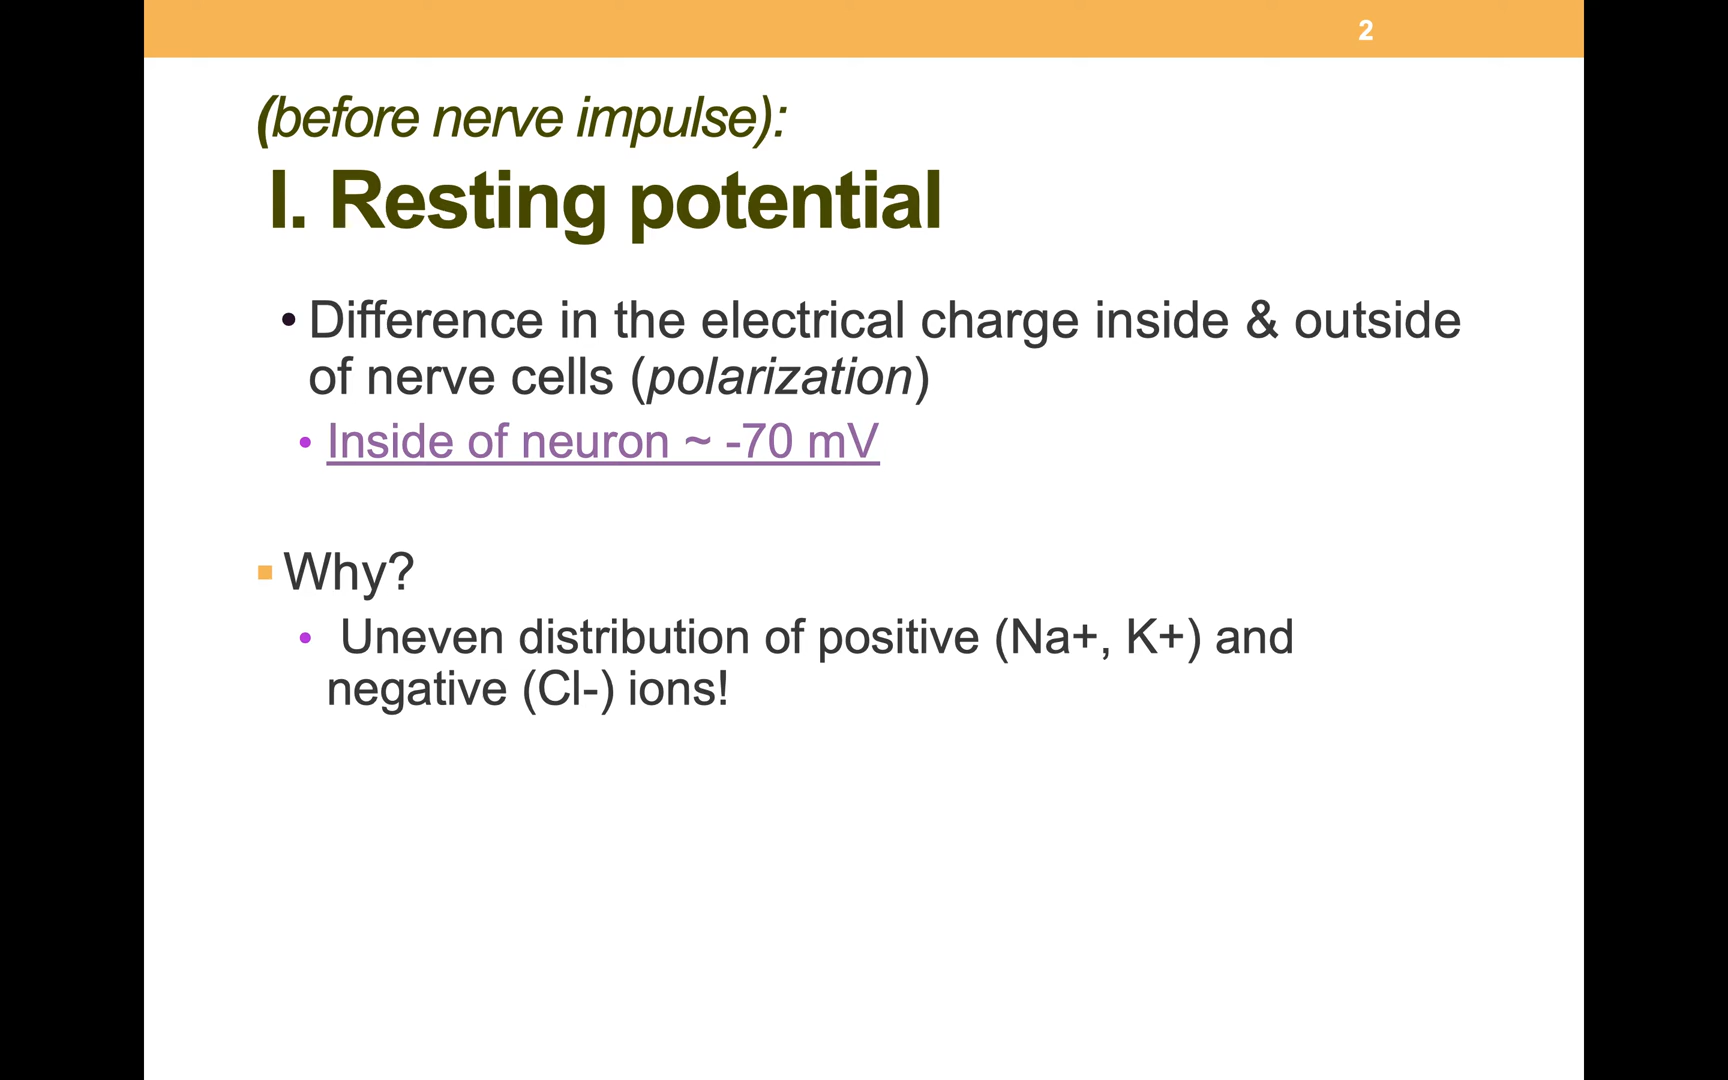 2
(before nerve impulse):
I. Resting potential
• Difference in the electrical charge inside & outside
of nerve cells (polarization)
• Inside of neuron ~ -70 mV
▪ Why?
• Uneven distribution of positive (Na+, K+) and
negative (Cl-) ions!